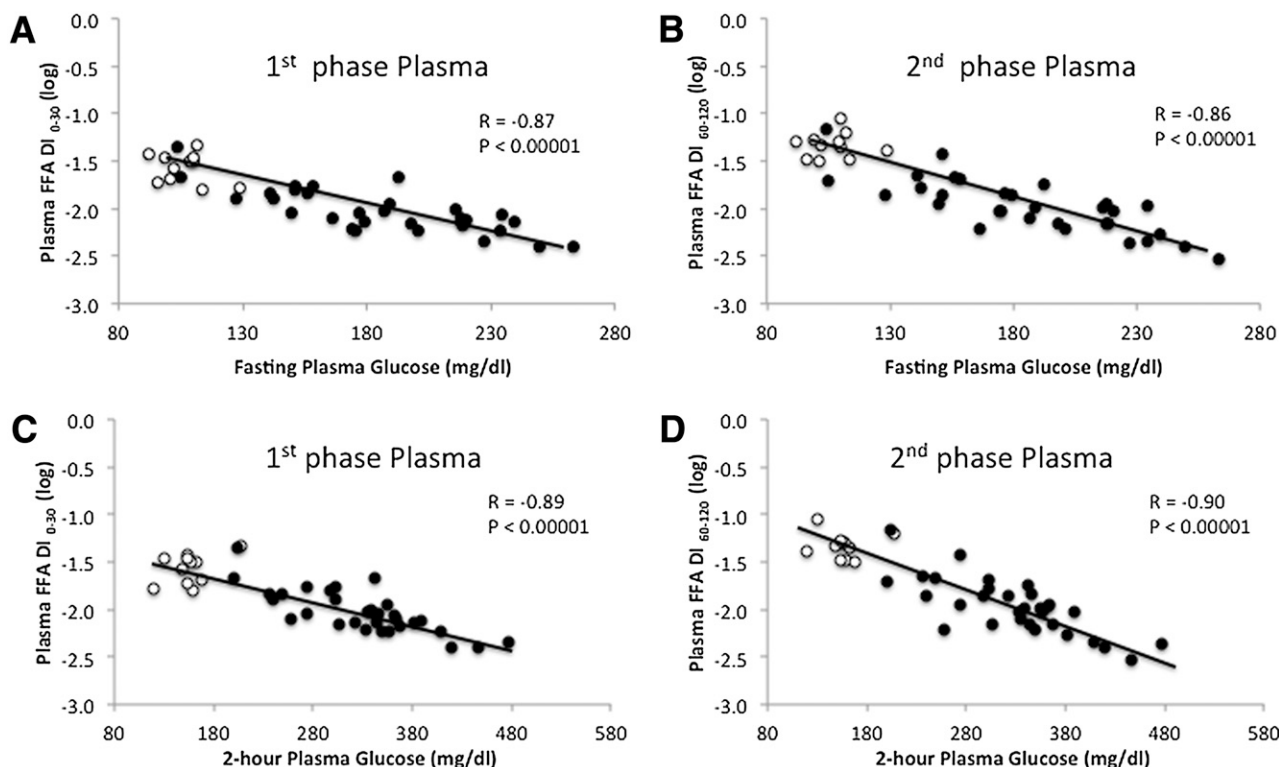 A
Plasma FFA DI 0-30 (log)
0.0
-0.5
-1.0
-1.5
-2.0
-2.5
-3.0
1st phase Plasma
R = -0.87
P < 0.00001
80 130 180 230 280
Fasting Plasma Glucose (mg/dl)
B
Plasma FFA DI 60-120 (log)
0.0
-0.5
-1.0
-1.5
-2.0
-2.5
-3.0
2nd phase Plasma
R = -0.86
P < 0.00001
80 130 180 230 280
Fasting Plasma Glucose (mg/dl)
C
Plasma FFA DI 0-30 (log)
0.0
-0.5
-1.0
-1.5
-2.0
-2.5
-3.0
1st phase Plasma
R = -0.89
P < 0.00001
80 180 280 380 480 580
2-hour Plasma Glucose (mg/dl)
D
Plasma FFA DI 60-120 (log)
0.0
-0.5
-1.0
-1.5
-2.0
-2.5
-3.0
2nd phase Plasma
R = -0.90
P < 0.00001
80 180 280 380 480 580
2-hour Plasma Glucose (mg/dl)